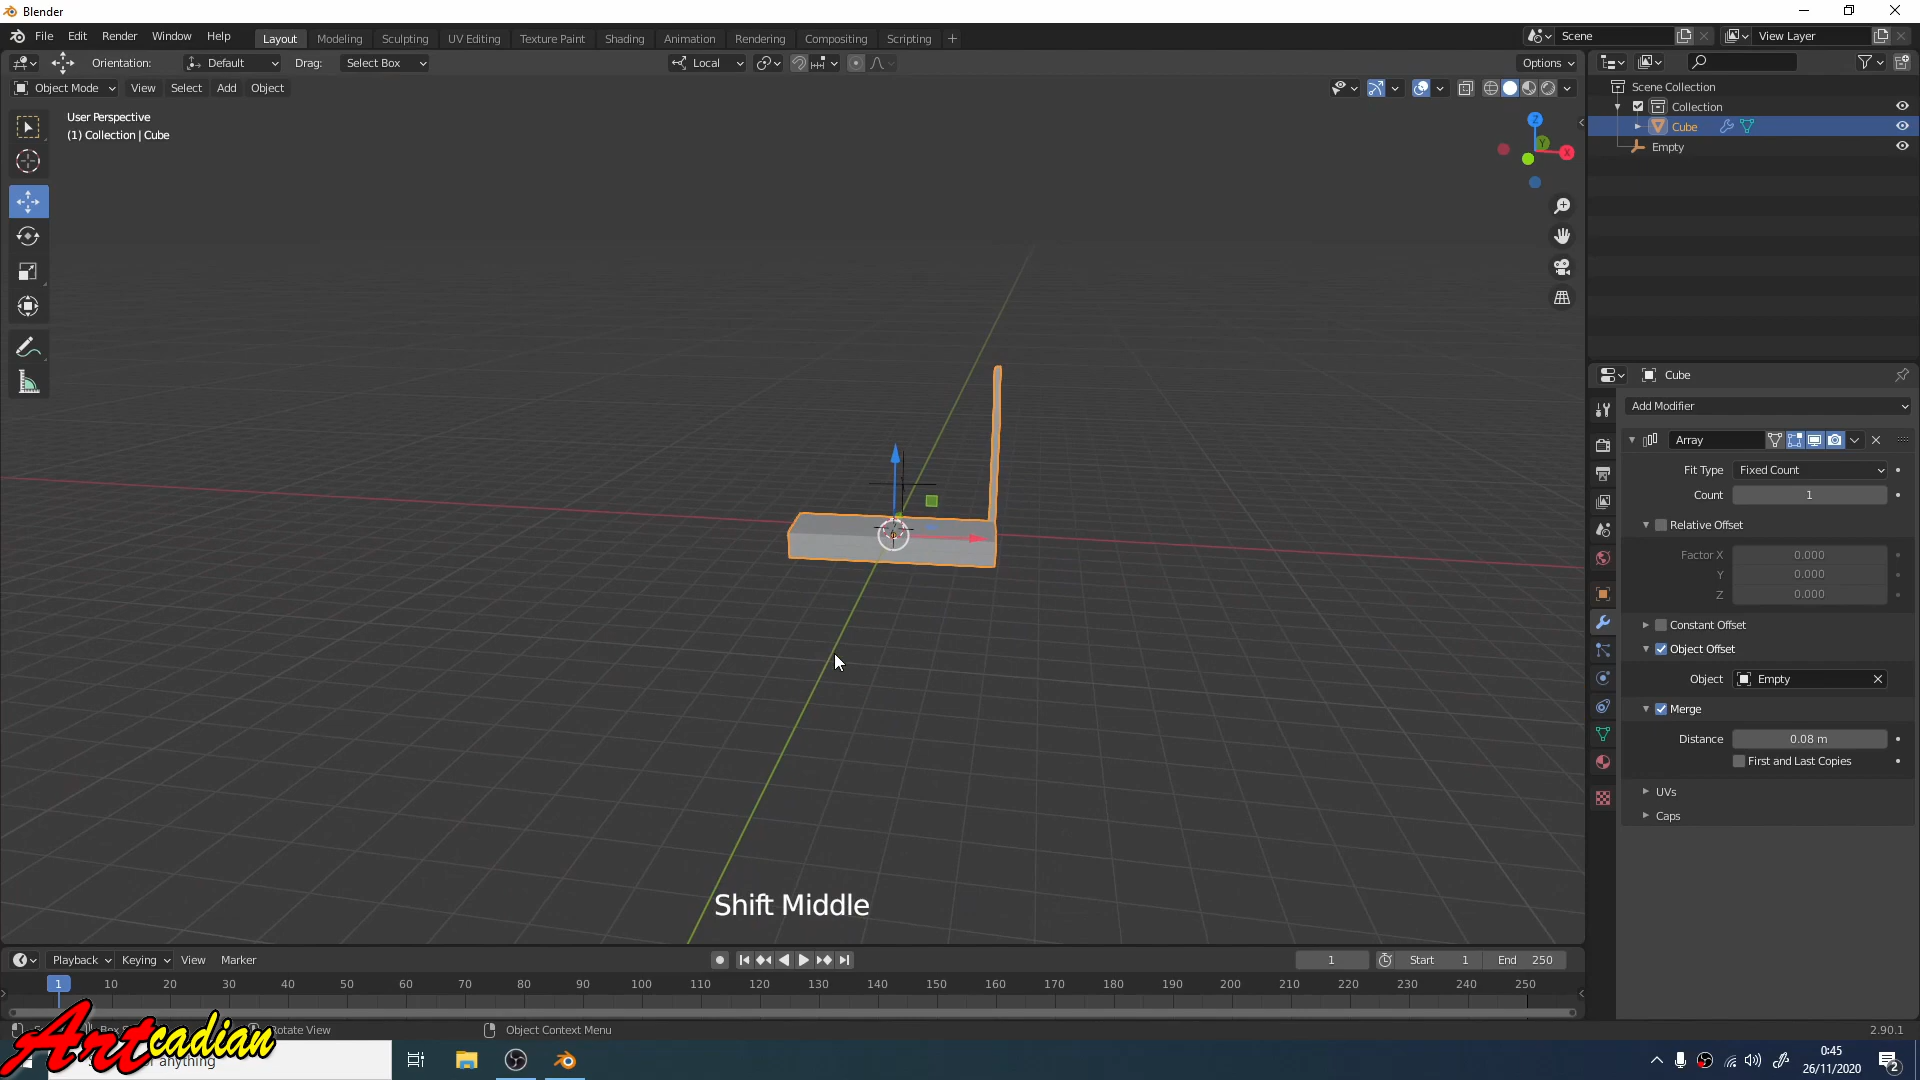 Blender
File Edit Render Window Help
Layout Modeling Sculpting UV Editing Texture Paint Shading Animation Rendering Compositing Scripting
Scene
View Layer
Orientation: Default Drag: Select Box Local Options
Object Mode View Select Add Object
User Perspective
(1) Collection | Cube
Z
Y
X
Scene Collection
Collection
Cube
Empty
Cube
Add Modifier
Array
Fit Type Fixed Count
Count 1
Relative Offset
Factor X 0.000
Y 0.000
Z 0.000
Constant Offset
Object Offset
Object Empty
Merge
Distance 0.08 m
First and Last Copies
UVs
Caps
Shift Middle
Playback Keying View Marker
1 Start 1 End 250
1 10 20 30 40 50 60 70 80 90 100 110 120 130 140 150 160 170 180 190 200 210 220 230 240 250
Rotate View Object Context Menu 2.90.1
Artcadian
anything
0:45
26/11/2020
2